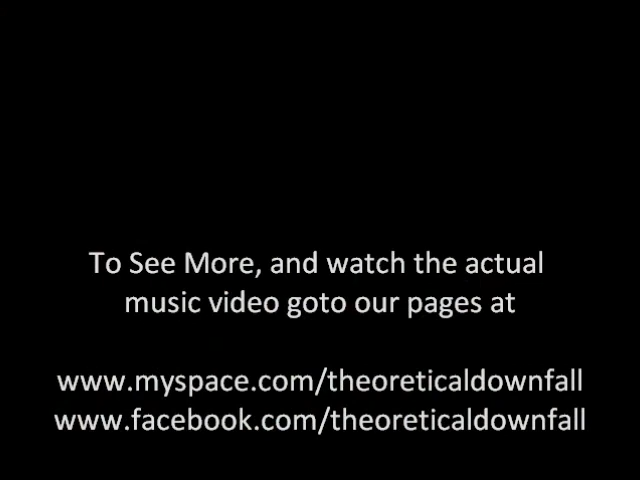 To See More, and watch the actual
music video goto our pages at
www.myspace.com/theoreticaldownfall
www.facebook.com/theoreticaldownfall